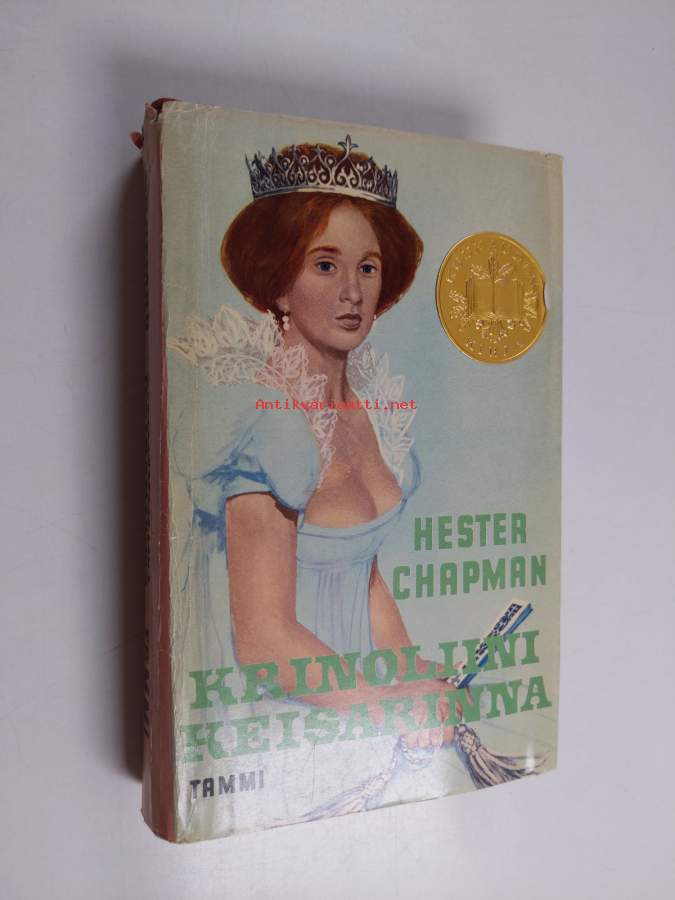 Antikvariaatti.net
HESTER
CHAPMAN
KRINOLIINI
KEISARINNA
TAMMI